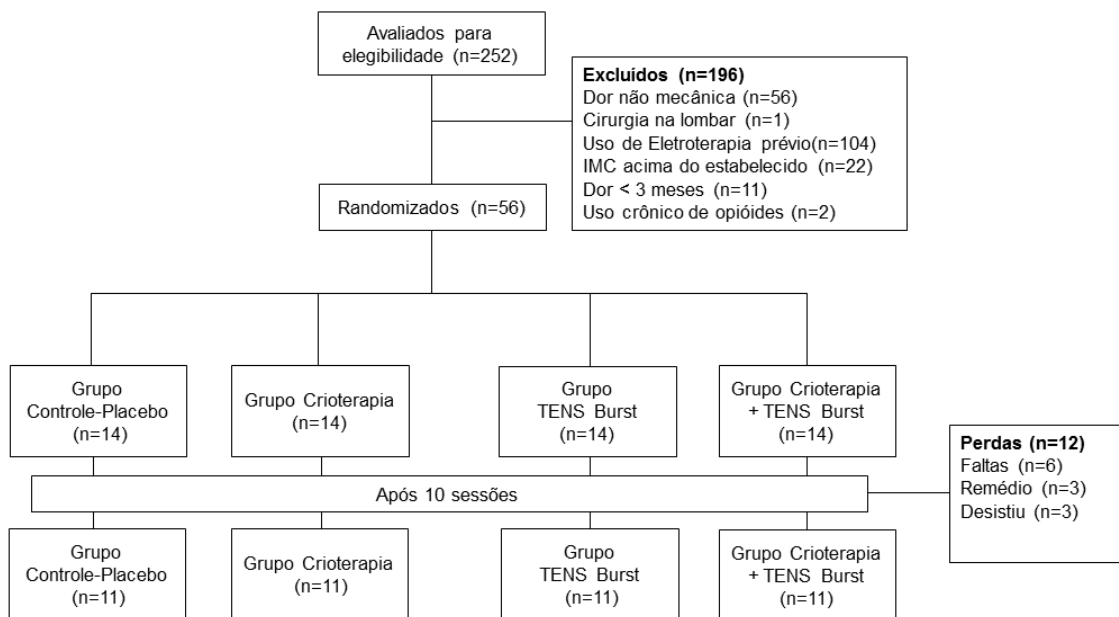 Avaliados para
elegibilidade (n=252)
Excluídos (n=196)
Dor não mecânica (n=56)
Cirurgia na lombar (n=1)
Uso de Eletroterapia prévio(n=104)
IMC acima do estabelecido (n=22)
Dor < 3 meses (n=11)
Uso crônico de opióides (n=2)
Randomizados (n=56)
Grupo
Controle-Placebo
(n=14)
Grupo Crioterapia
(n=14)
Grupo
TENS Burst
(n=14)
Grupo Crioterapia
+ TENS Burst
(n=14)
Perdas (n=12)
Faltas (n=6)
Remédio (n=3)
Desistiu (n=3)
Após 10 sessões
Grupo
Controle-Placebo
(n=11)
Grupo Crioterapia
(n=11)
Grupo
TENS Burst
(n=11)
Grupo Crioterapia
+ TENS Burst
(n=11)